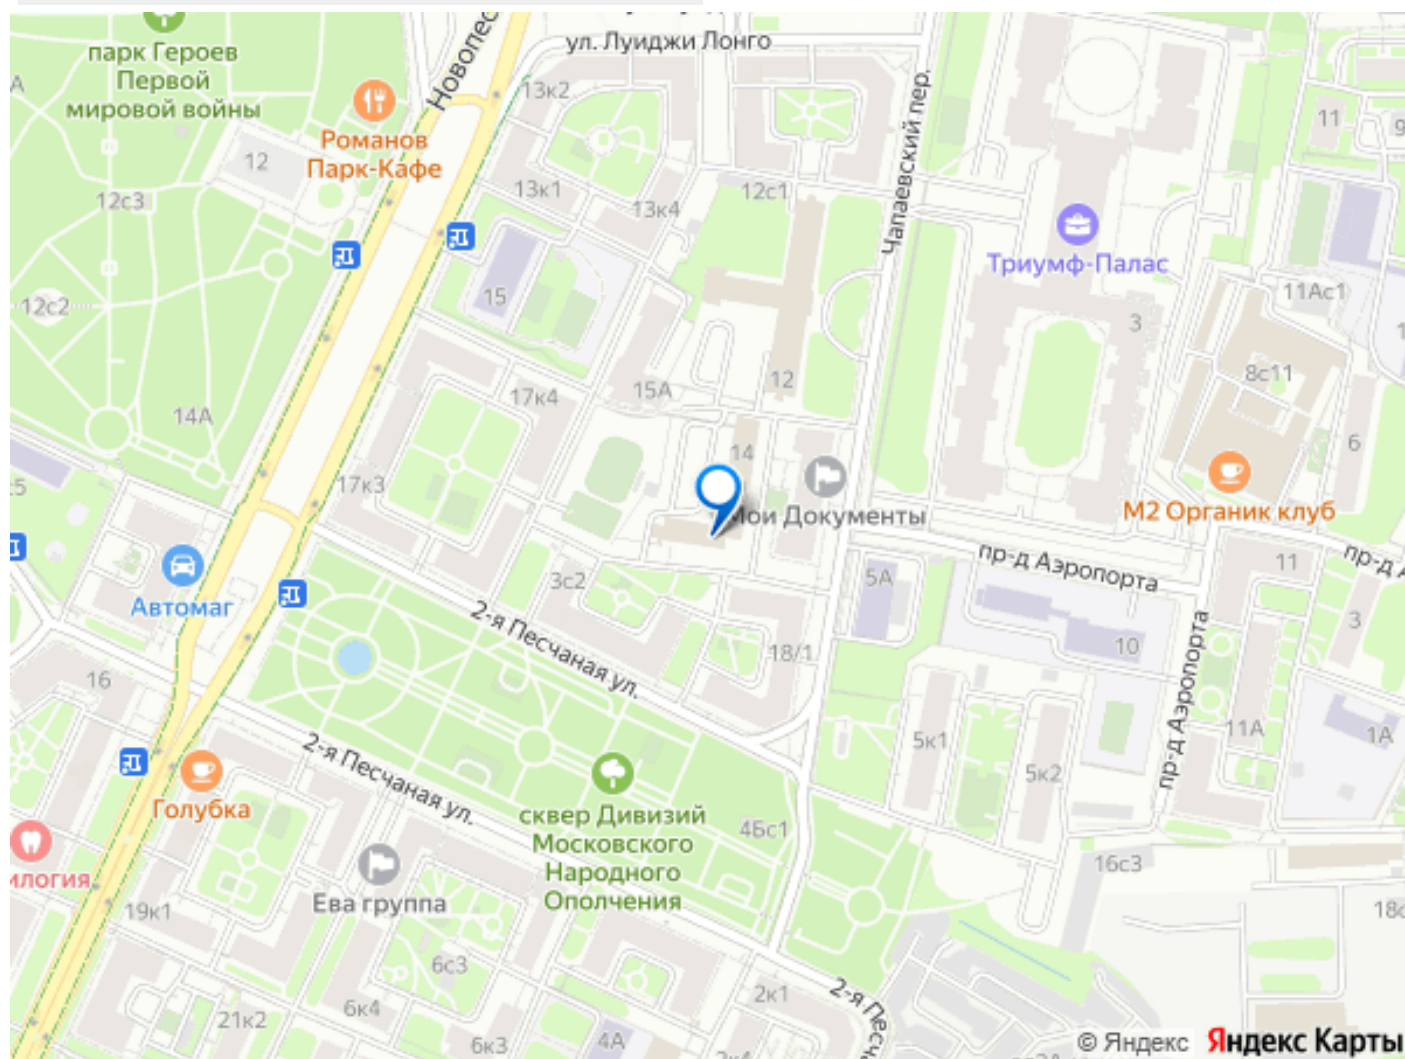 ул. Луиджи Лонго
парк Героев
Первой
мировой войны
Новопес
13к2
Романов
Парк-Кафе
12
12с3
13к1
13к4
12с1
Чапаевский пер.
11
9
Триумф-Палас
11Ас1
12с2
15
3
8с11
14А
17к4
15А
12
6
17к3
14
Мои Документы
М2 Органик клуб
пр-д Аэропорта
пр-д А
11
Автомаг
3с2
5А
2-я Песчаная ул.
10
3
пр-д Аэропорта
18/1
16
5к1
11А
1А
2-я Песчаная ул.
5к2
Голубка
сквер Дивизий
Московского
Народного
Ополчения
4Бс1
16с3
илогия
19к1
Ева группа
18с
6с3
2к1
2-я Песч
6к4
21к2
6к3
4А
© Яндекс Яндекс Карты